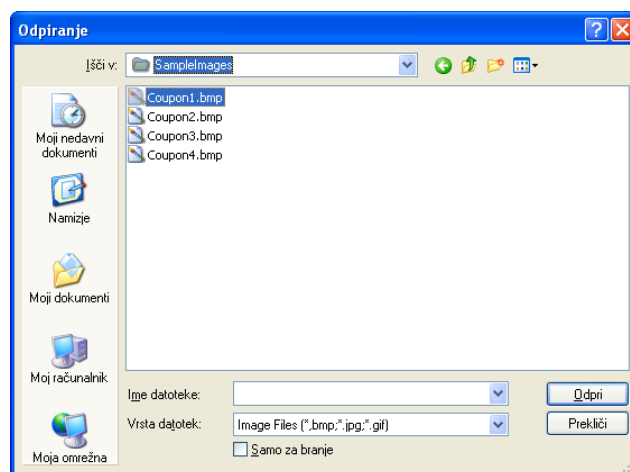 Odpiranje
Išči v:
SampleImages
Moji nedavni
dokumenti
Namizje
Moji dokumenti
Moj računalnik
Moja omrežna
Coupon1.bmp
Coupon2.bmp
Coupon3.bmp
Coupon4.bmp
Ime datoteke:
Odpri
Vrsta datotek:
Image Files (*,bmp;*.jpg;*.gif)
Prekliči
Samo za branje